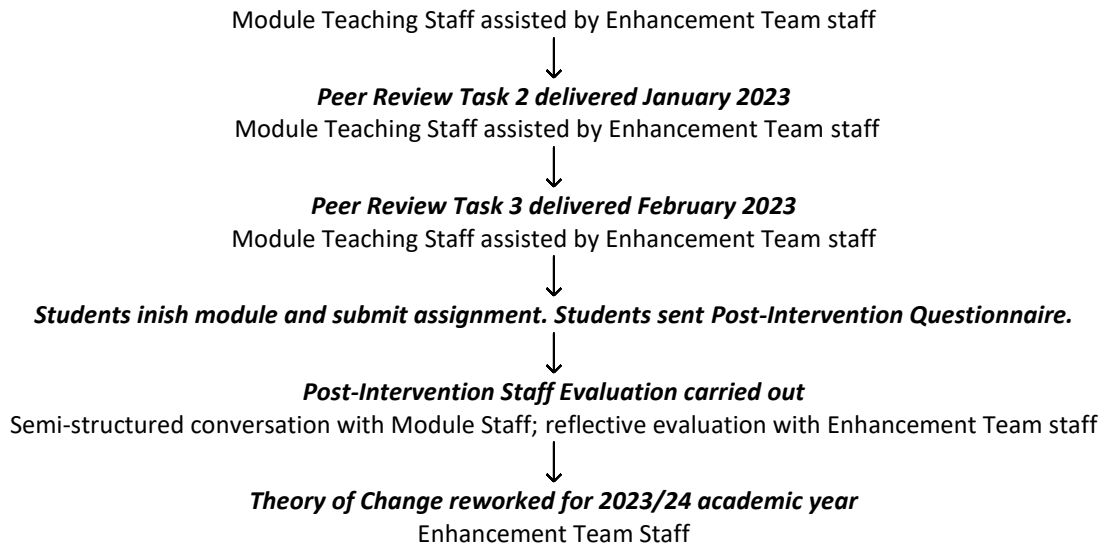 Module Teaching Staff assisted by Enhancement Team staff
Peer Review Task 2 delivered January 2023
Module Teaching Staff assisted by Enhancement Team staff
Peer Review Task 3 delivered February 2023
Module Teaching Staff assisted by Enhancement Team staff
Students inish module and submit assignment. Students sent Post-Intervention Questionnaire.
Post-Intervention Staff Evaluation carried out
Semi-structured conversation with Module Staff; reflective evaluation with Enhancement Team staff
Theory of Change reworked for 2023/24 academic year
Enhancement Team Staff